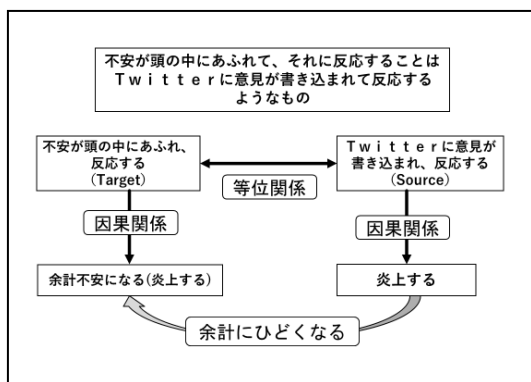 不安が頭の中にあふれて、それに反応することは
Ｔｗｉｔｔｅｒに意見が書き込まれて反応する
ようなもの
不安が頭の中にあふれ、
反応する
(Target)
Ｔｗｉｔｔｅｒに意見が
書き込まれ、反応する
(Source)
等位関係
因果関係
因果関係
余計不安になる(炎上する)
炎上する
余計にひどくなる